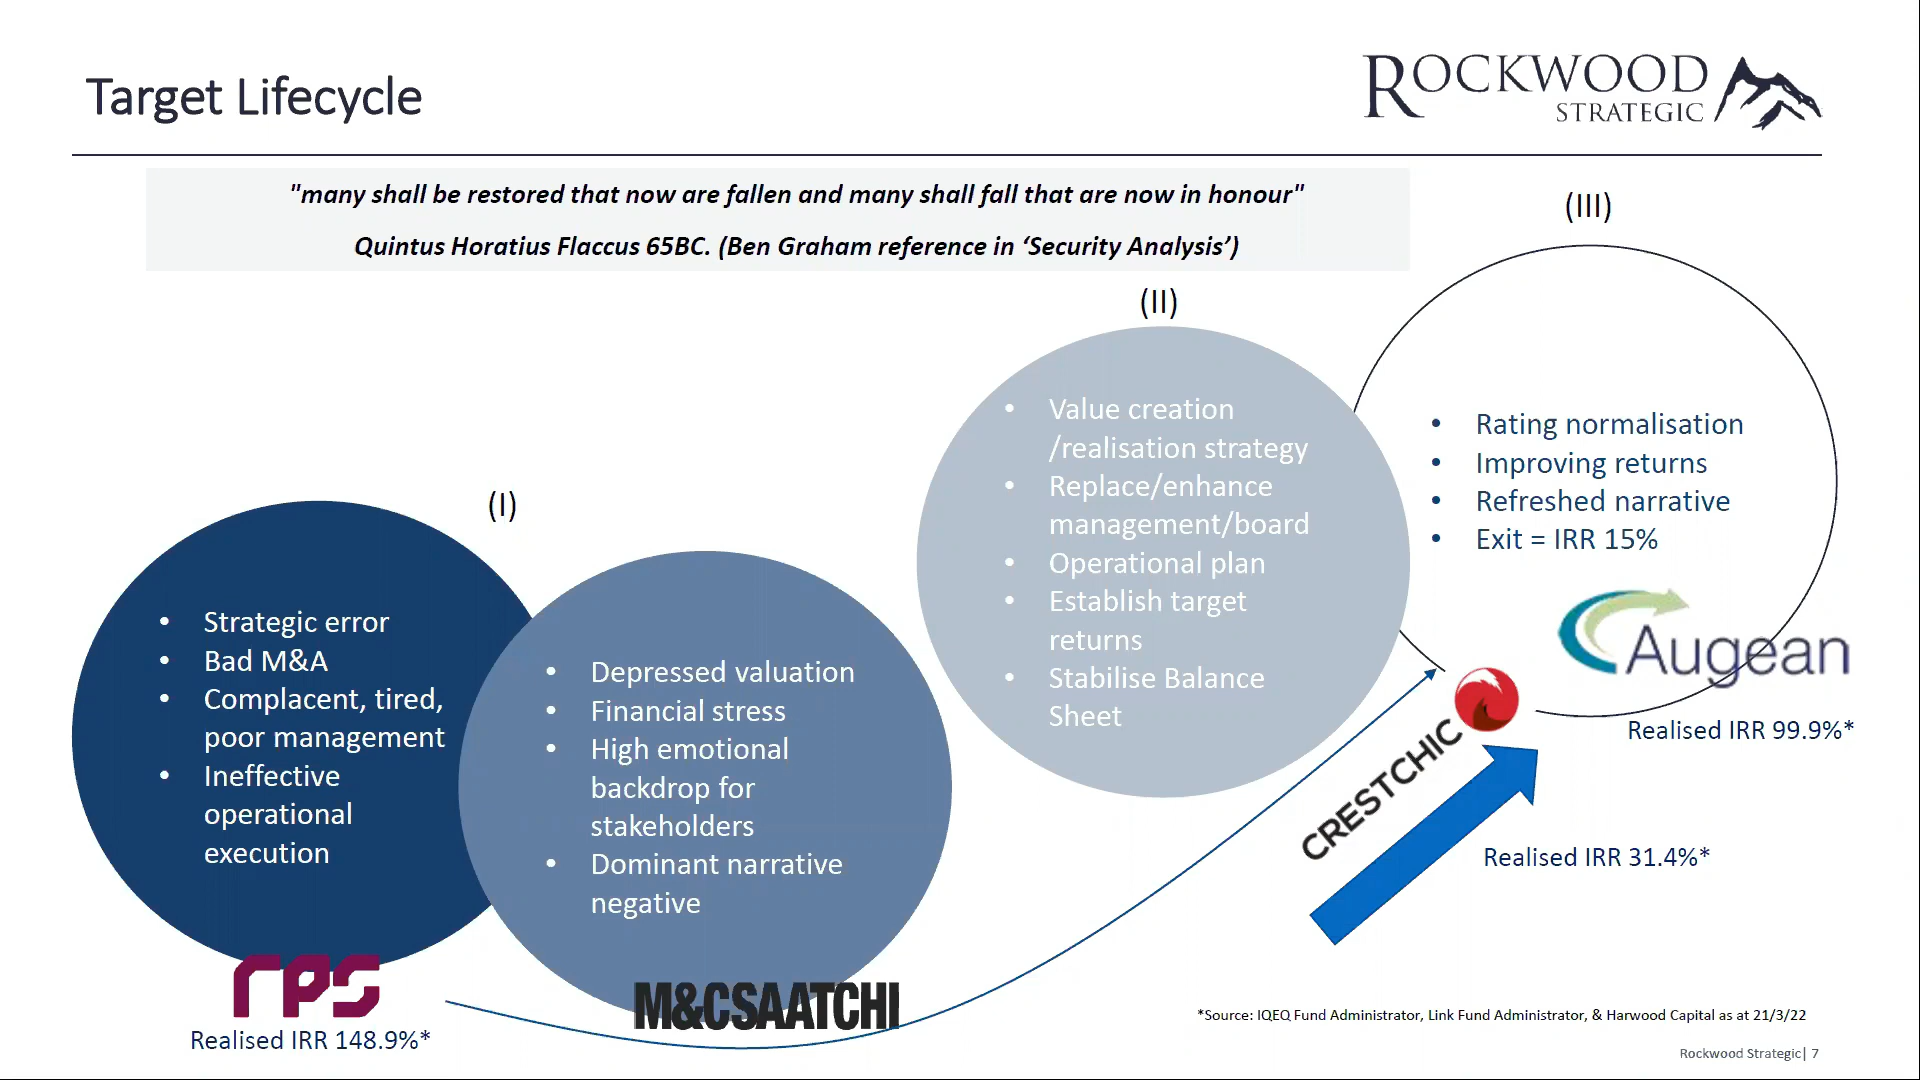 Target Lifecycle
ROCKWOOD
STRATEGIC
"many shall be restored that now are fallen and many shall fall that are now in honour"
Quintus Horatius Flaccus 65BC. (Ben Graham reference in ‘Security Analysis’)
(I)
• Strategic error
• Bad M&A
• Complacent, tired,
poor management
• Ineffective
operational
execution
rps
Realised IRR 148.9%*
• Depressed valuation
• Financial stress
• High emotional
backdrop for
stakeholders
• Dominant narrative
negative
M&CSAATCHI
(II)
• Value creation
/realisation strategy
• Replace/enhance
management/board
• Operational plan
• Establish target
returns
• Stabilise Balance
Sheet
(III)
• Rating normalisation
• Improving returns
• Refreshed narrative
• Exit = IRR 15%
Augean
Realised IRR 99.9%*
CRESTCHIC
Realised IRR 31.4%*
*Source: IQEQ Fund Administrator, Link Fund Administrator, & Harwood Capital as at 21/3/22
Rockwood Strategic| 7